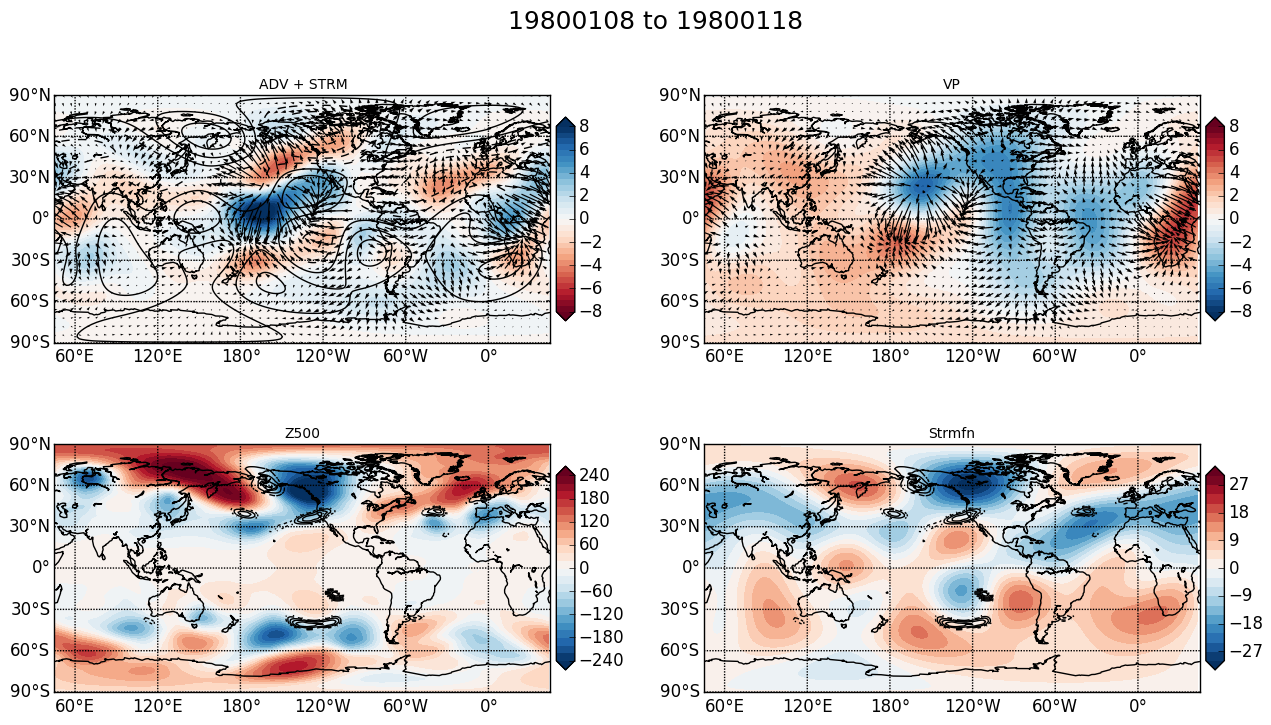 19800108 to 19800118
ADV + STRM
90°N
60°N
30°N
0°
30°S
60°S
90°S
60°E 120°E 180° 120°W 60°W 0°
8
6
4
2
0
−2
−4
−6
−8
VP
90°N
60°N
30°N
0°
30°S
60°S
90°S
60°E 120°E 180° 120°W 60°W 0°
8
6
4
2
0
−2
−4
−6
−8
Z500
90°N
60°N
30°N
0°
30°S
60°S
90°S
60°E 120°E 180° 120°W 60°W 0°
240
180
120
60
0
−60
−120
−180
−240
Strmfn
90°N
60°N
30°N
0°
30°S
60°S
90°S
60°E 120°E 180° 120°W 60°W 0°
27
18
9
0
−9
−18
−27